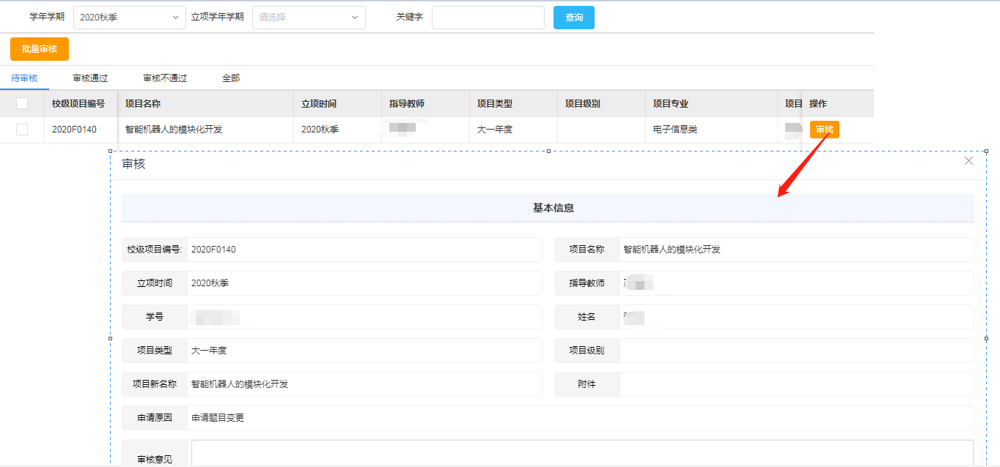 学年学期 2020秋季 立项学年学期 请选择 关键字 查询
批量审核
待审核 审核通过 审核不通过 全部
校级项目编号 项目名称 立项时间 指导教师 项目类型 项目级别 项目专业 项目 操作
2020F0140 智能机器人的模块化开发 2020秋季 大一年度 电子信息类 审核
审核
基本信息
校级项目编号: 2020F0140 项目名称 智能机器人的模块化开发
立项时间 2020秋季 指导教师
学号 姓名
项目类型 大一年度 项目级别
项目新名称 智能机器人的模块化开发 附件
申请原因 申请题目变更
审核意见